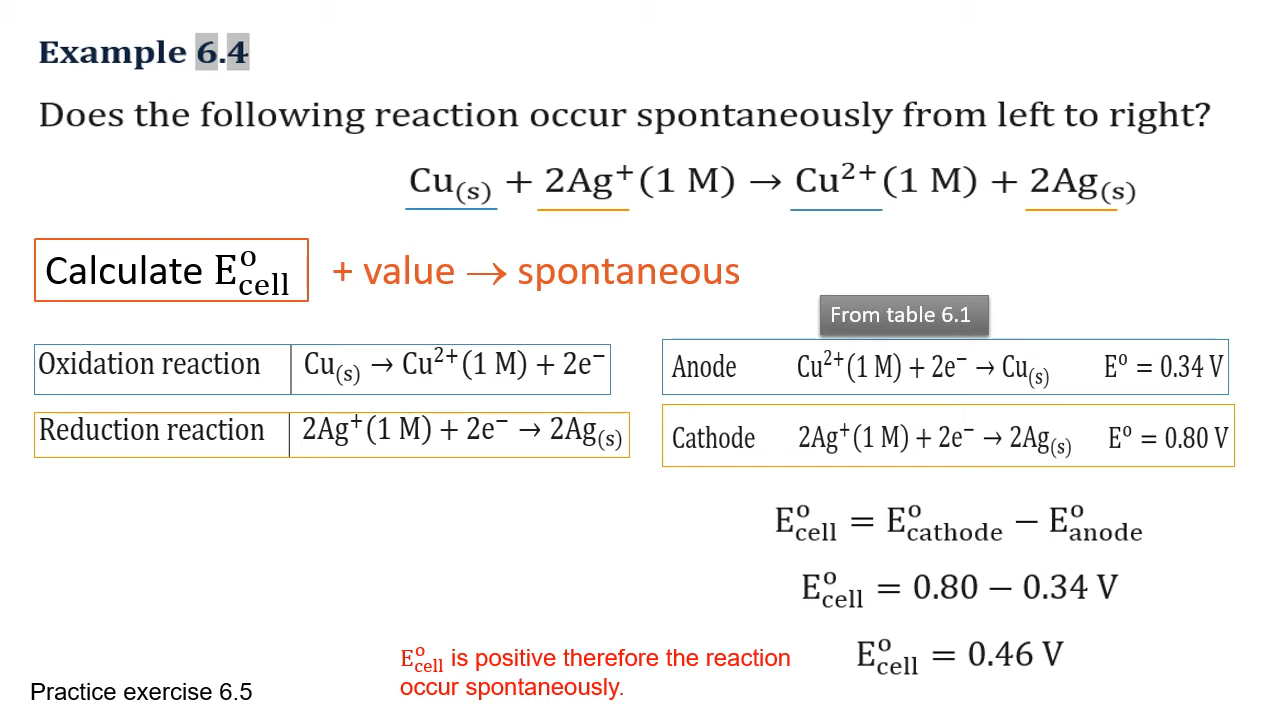 Example 6.4
Does the following reaction occur spontaneously from left to right?
Cu₍s₎ + 2Ag⁺(1 M) → Cu²⁺(1 M) + 2Ag₍s₎
Calculate E°cell + value → spontaneous
From table 6.1
Oxidation reaction Cu₍s₎ → Cu²⁺(1 M) + 2e⁻
Anode Cu²⁺(1 M) + 2e⁻ → Cu₍s₎ E° = 0.34 V
Reduction reaction 2Ag⁺(1 M) + 2e⁻ → 2Ag₍s₎
Cathode 2Ag⁺(1 M) + 2e⁻ → 2Ag₍s₎ E° = 0.80 V
E°cell = E°cathode − E°anode
E°cell = 0.80 − 0.34 V
E°cell = 0.46 V
E°cell is positive therefore the reaction
occur spontaneously.
Practice exercise 6.5